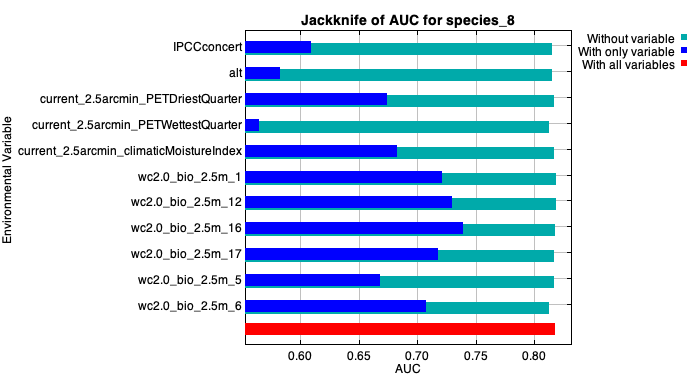 Jackknife of AUC for species_8
Without variable
With only variable
With all variables
Environmental Variable
IPCCconcert
alt
current_2.5arcmin_PETDriestQuarter
current_2.5arcmin_PETWettestQuarter
current_2.5arcmin_climaticMoistureIndex
wc2.0_bio_2.5m_1
wc2.0_bio_2.5m_12
wc2.0_bio_2.5m_16
wc2.0_bio_2.5m_17
wc2.0_bio_2.5m_5
wc2.0_bio_2.5m_6
0.60 0.65 0.70 0.75 0.80
AUC